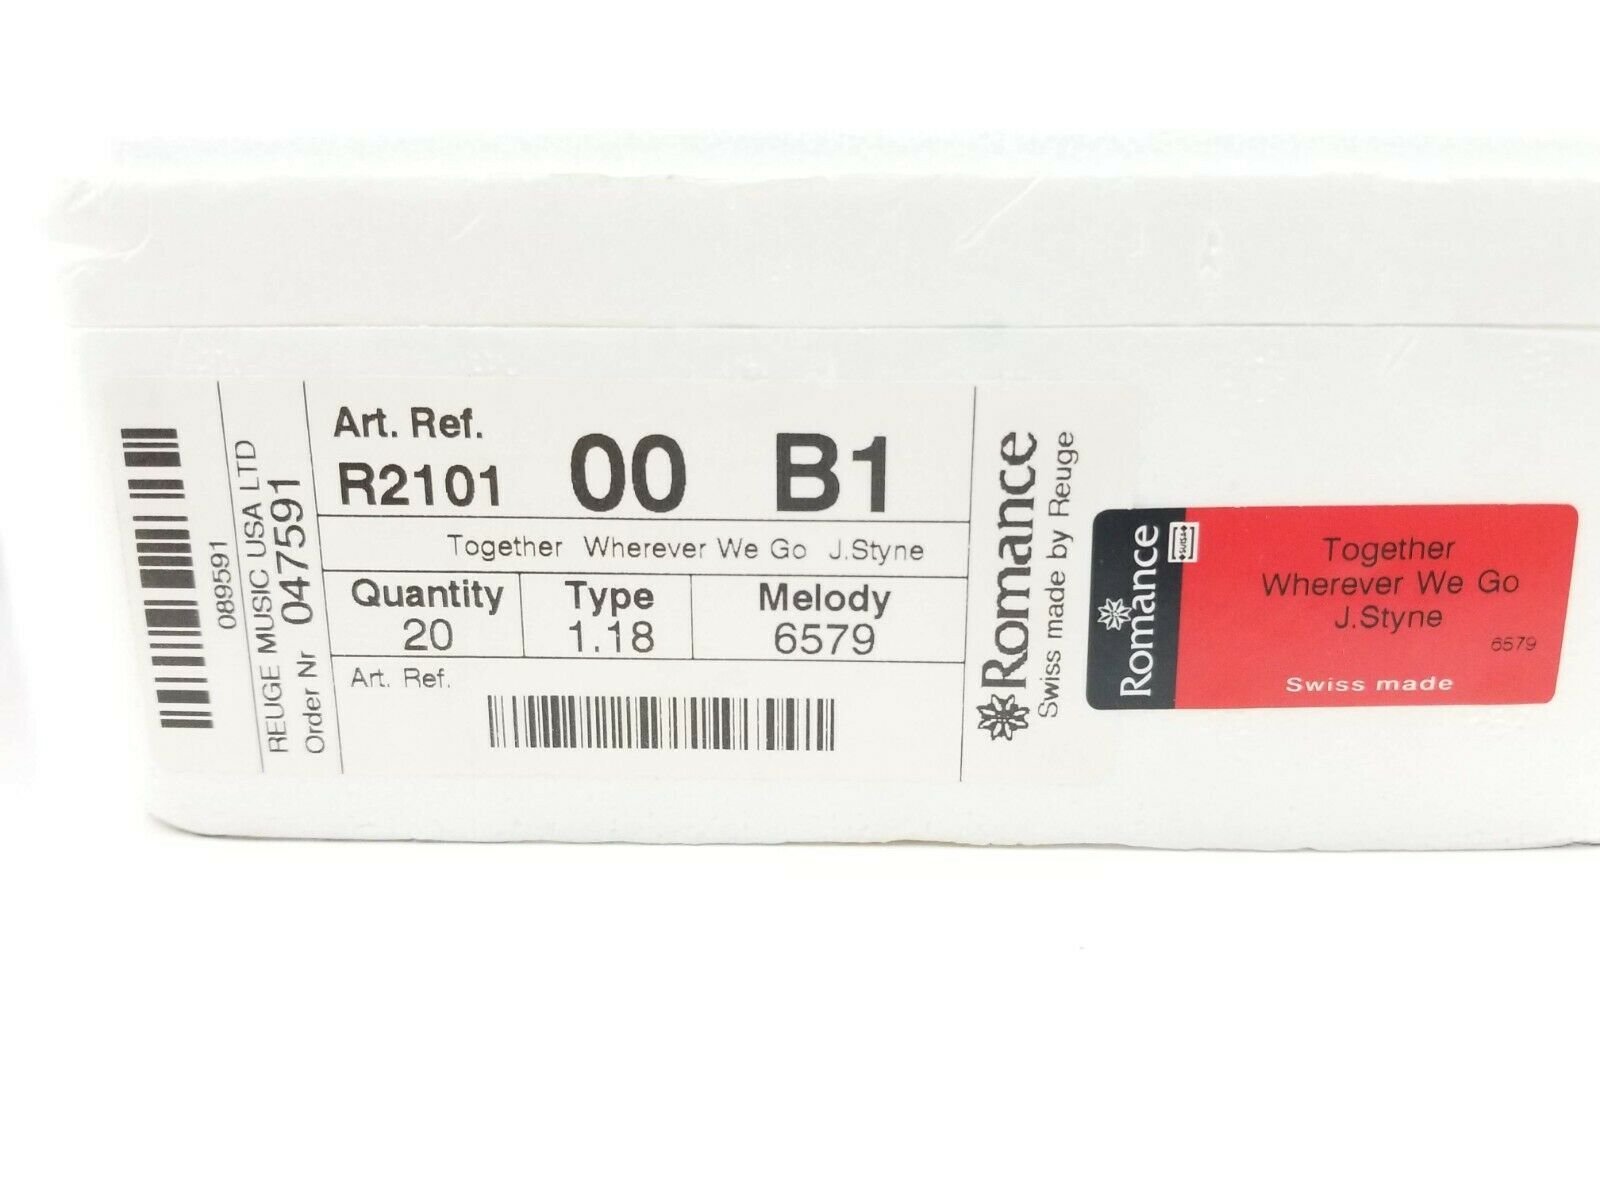 089591
REUGE MUSIC USA LTD
Order Nr 047591
Art. Ref.
R2101 00 B1
Together Wherever We Go J.Styne
Quantity Type Melody
20 1.18 6579
Art. Ref.
Romance
Swiss made by Reuge
Romance
SUISA
Together
Wherever We Go
J.Styne
6579
Swiss made